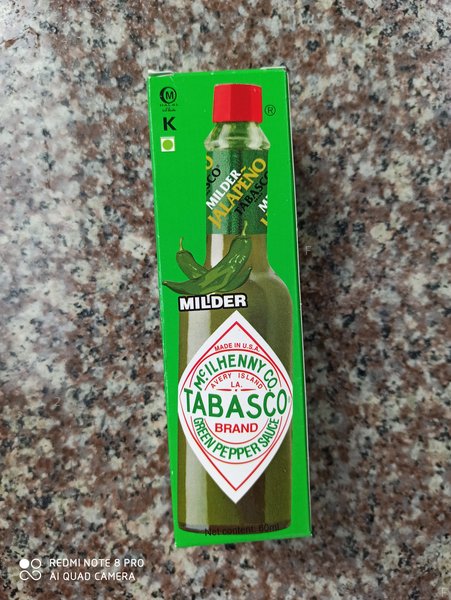 M
HALAL
K
®
MILDER
JALAPEÑO
TABASCO
MILDER
MADE IN U.S.A.
McILHENNY CO.
AVERY ISLAND
LA.
TABASCO
BRAND
GREEN PEPPER SAUCE
Net content: 60ml
REDMI NOTE 8 PRO
AI QUAD CAMERA